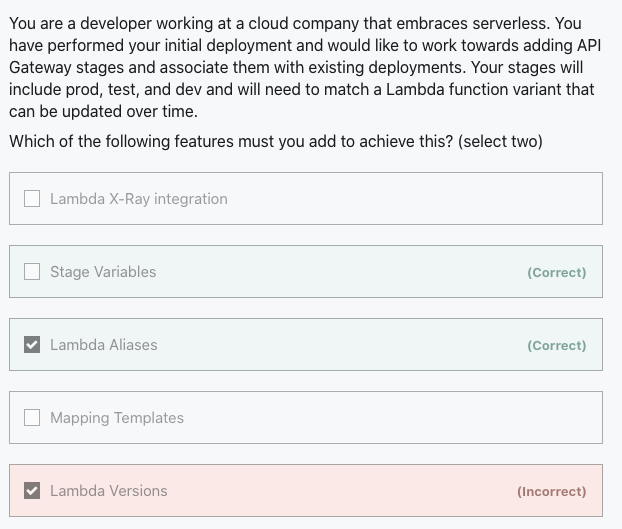 You are a developer working at a cloud company that embraces serverless. You
have performed your initial deployment and would like to work towards adding API
Gateway stages and associate them with existing deployments. Your stages will
include prod, test, and dev and will need to match a Lambda function variant that
can be updated over time.
Which of the following features must you add to achieve this? (select two)
Lambda X-Ray integration
Stage Variables (Correct)
Lambda Aliases (Correct)
Mapping Templates
Lambda Versions (Incorrect)